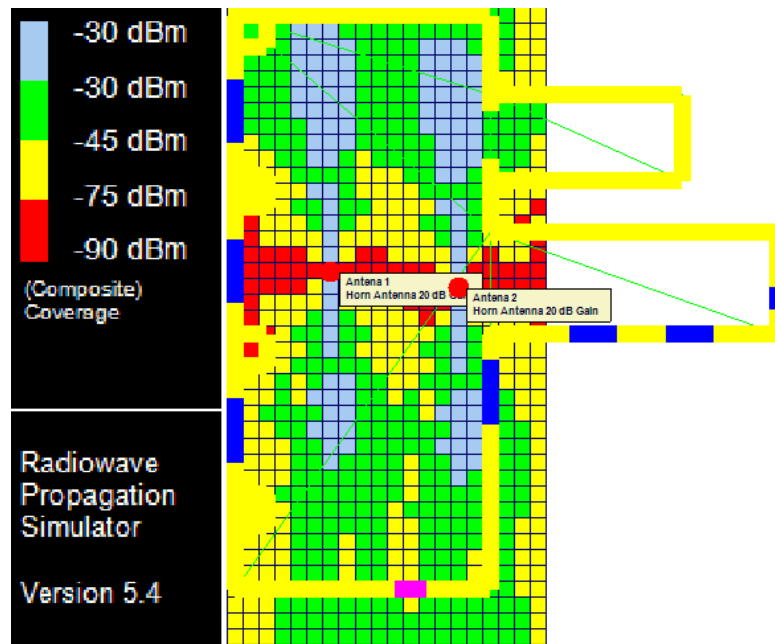 -30 dBm
-30 dBm
-45 dBm
-75 dBm
-90 dBm
(Composite)
Coverage
Antena 1
Horn Antenna 20 dB
Antena 2
Horn Antenna 20 dB Gain
Radiowave
Propagation
Simulator
Version 5.4